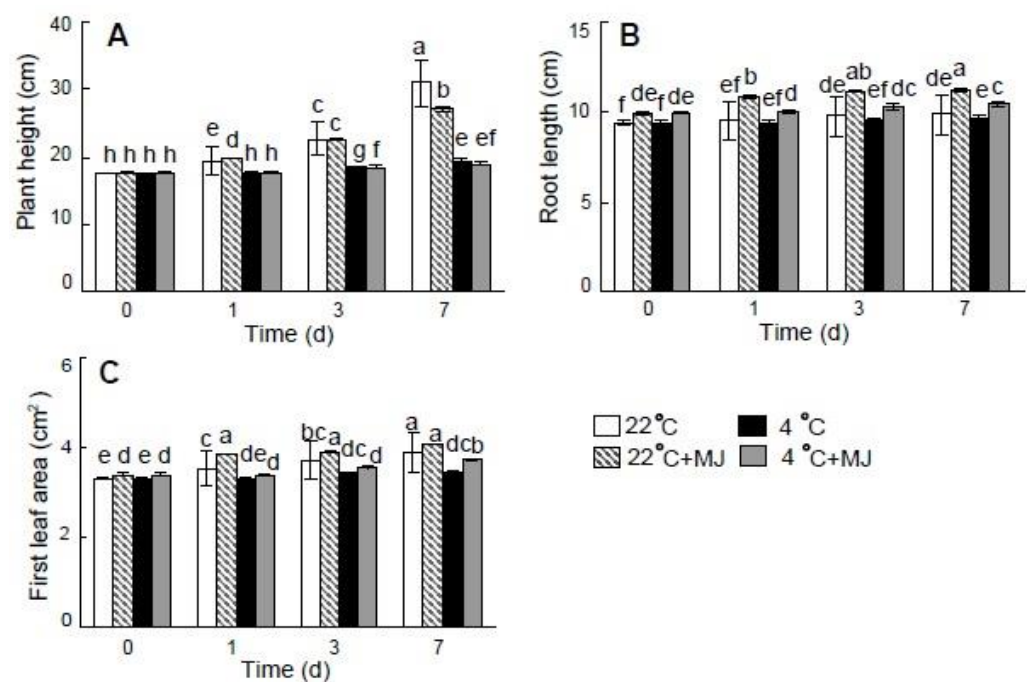 A
Plant height (cm)
40
30
20
10
0
h h h h
e d h h
c c g f
a b e ef
0 1 3 7
Time (d)
B
Root length (cm)
15
10
5
0
f de f de
ef b ef d
de ab ef dc
de a e c
0 1 3 7
Time (d)
C
First leaf area (cm²)
6
4
2
0
e d e d
c a de d
bc a dc d
a a dc b
0 1 3 7
Time (d)
22 °C 4 °C
22 °C+MJ 4 °C+MJ